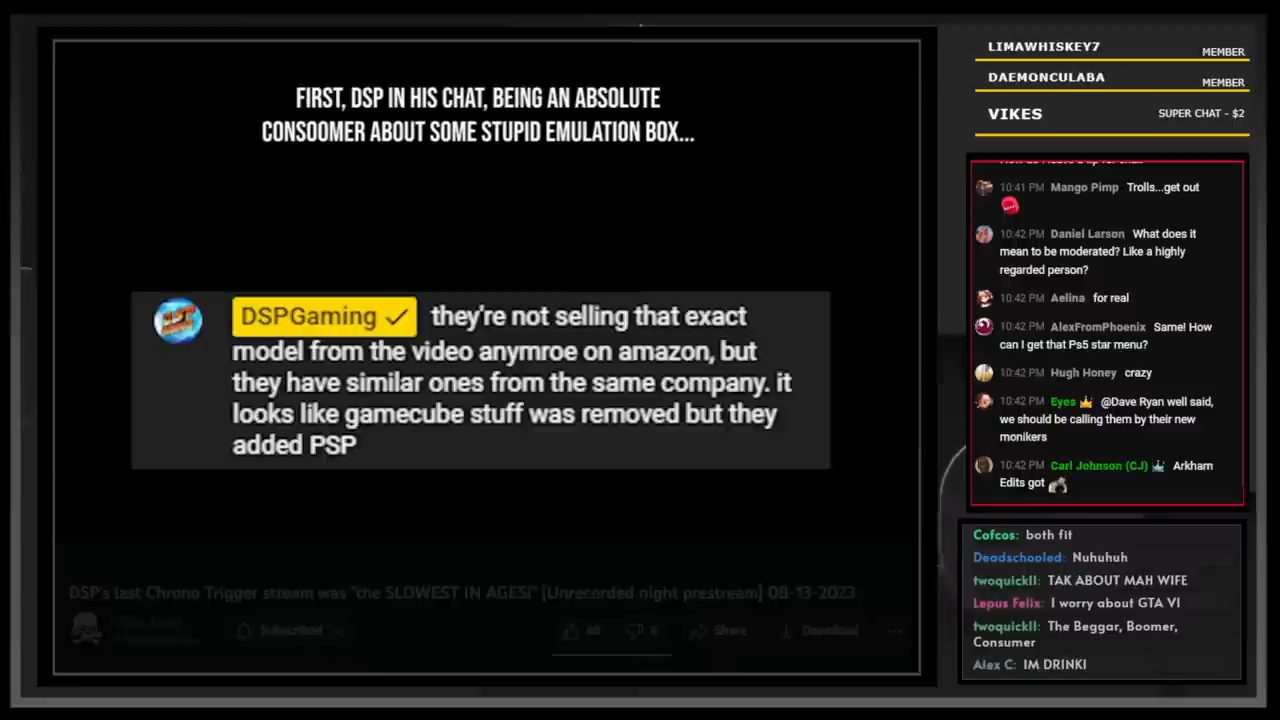 FIRST, DSP IN HIS CHAT, BEING AN ABSOLUTE
CONSOOMER ABOUT SOME STUPID EMULATION BOX...
DSPGaming they're not selling that exact
model from the video anymroe on amazon, but
they have similar ones from the same company. it
looks like gamecube stuff was removed but they
added PSP
DSP's last Chrono Trigger stream was "the SLOWEST IN AGES!" [Unrecorded night prestream] 08-13-2023
Subscribed
Share
Download
LIMAWHISKEY7 MEMBER
DAEMONCULABA MEMBER
VIKES SUPER CHAT - $2
10:41 PM Mango Pimp Trolls...get out
10:42 PM Daniel Larson What does it
mean to be moderated? Like a highly
regarded person?
10:42 PM Aelina for real
10:42 PM AlexFromPhoenix Same! How
can I get that Ps5 star menu?
10:42 PM Hugh Honey crazy
10:42 PM Eyes @Dave Ryan well said,
we should be calling them by their new
monikers
10:42 PM Carl Johnson (CJ) Arkham
Edits got
Cofcos: both fit
Deadschooled: Nuhuhuh
twoquickII: TAK ABOUT MAH WIFE
Lepus Felix: I worry about GTA VI
twoquickII: The Beggar, Boomer,
Consumer
Alex C: IM DRINKI